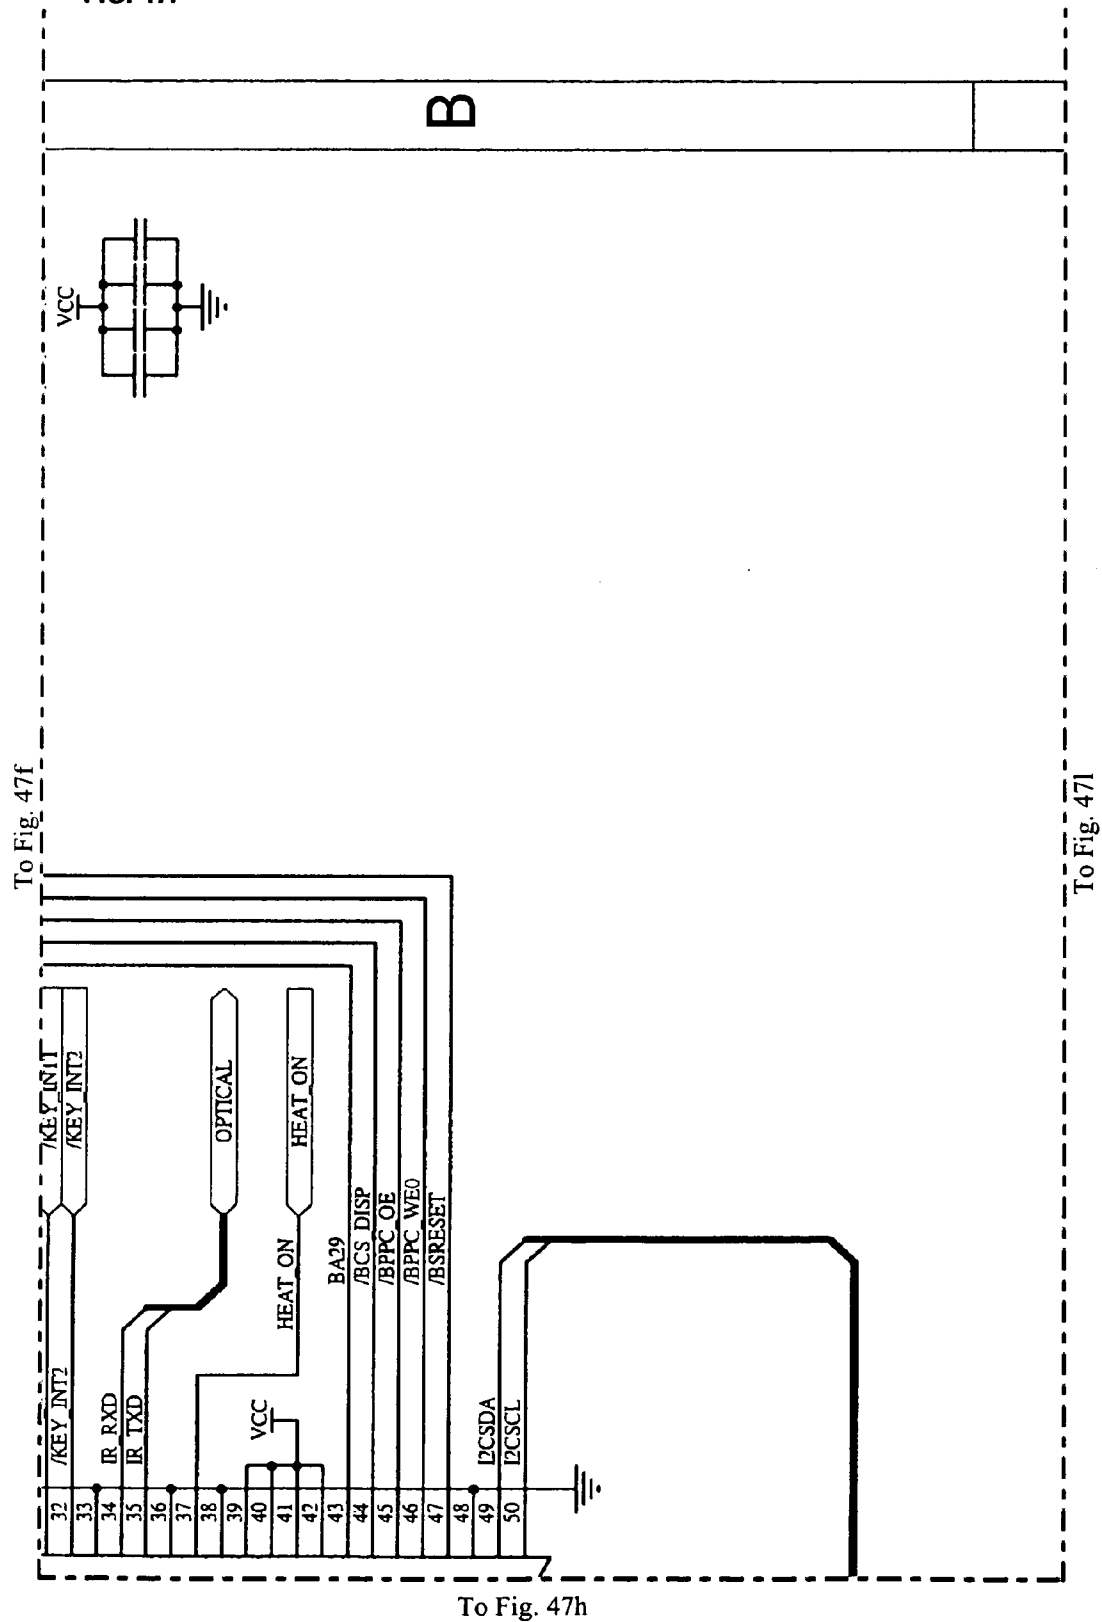 B
VCC
To Fig. 47f
To Fig. 47l
/KEY_INT1
/KEY_INT2
OPTICAL
HEAT_ON
HEAT_ON
BA29
/BCS_DISP
/BPPC_OE
/BPPC_WE0
/BSRESET
/KEY_INT2
IR_RXD
IR_TXD
VCC
I2CSDA
I2CSCL
32
33
34
35
36
37
38
39
40
41
42
43
44
45
46
47
48
49
50
To Fig. 47h